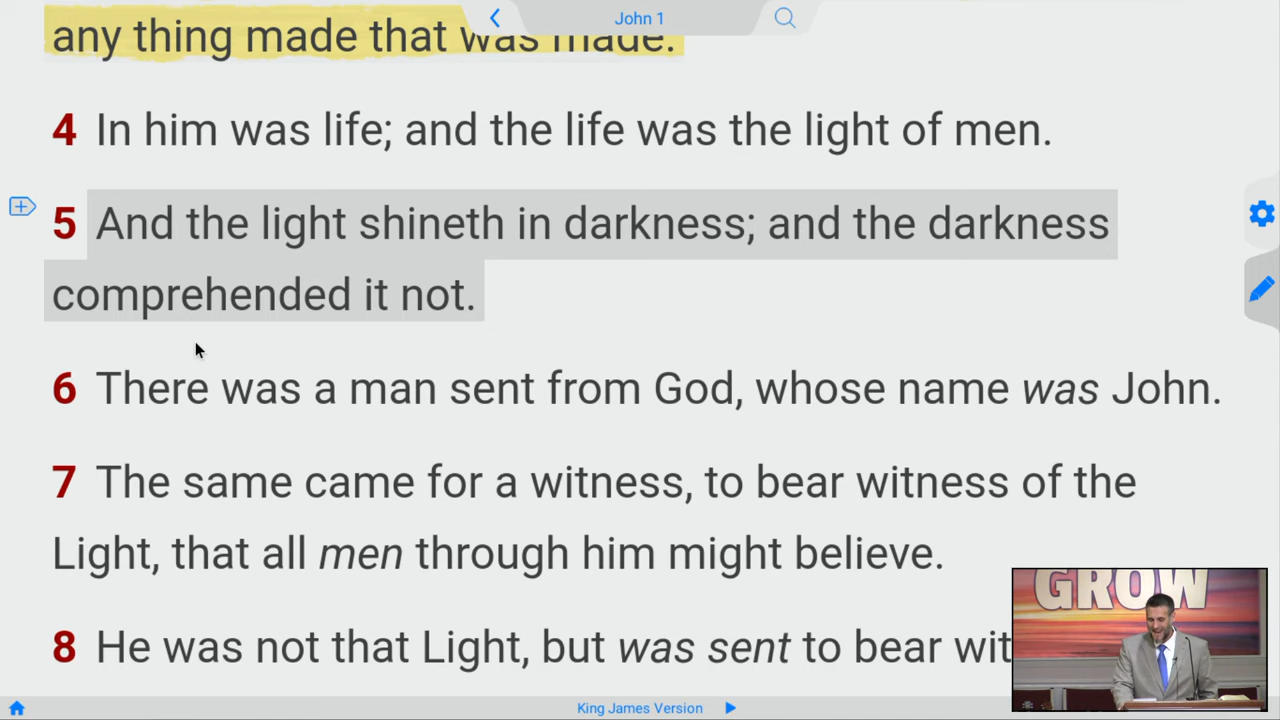 John 1
any thing made that was made.
4 In him was life; and the life was the light of men.
5 And the light shineth in darkness; and the darkness
comprehended it not.
6 There was a man sent from God, whose name was John.
7 The same came for a witness, to bear witness of the
Light, that all men through him might believe.
8 He was not that Light, but was sent to bear wit
GROW
King James Version